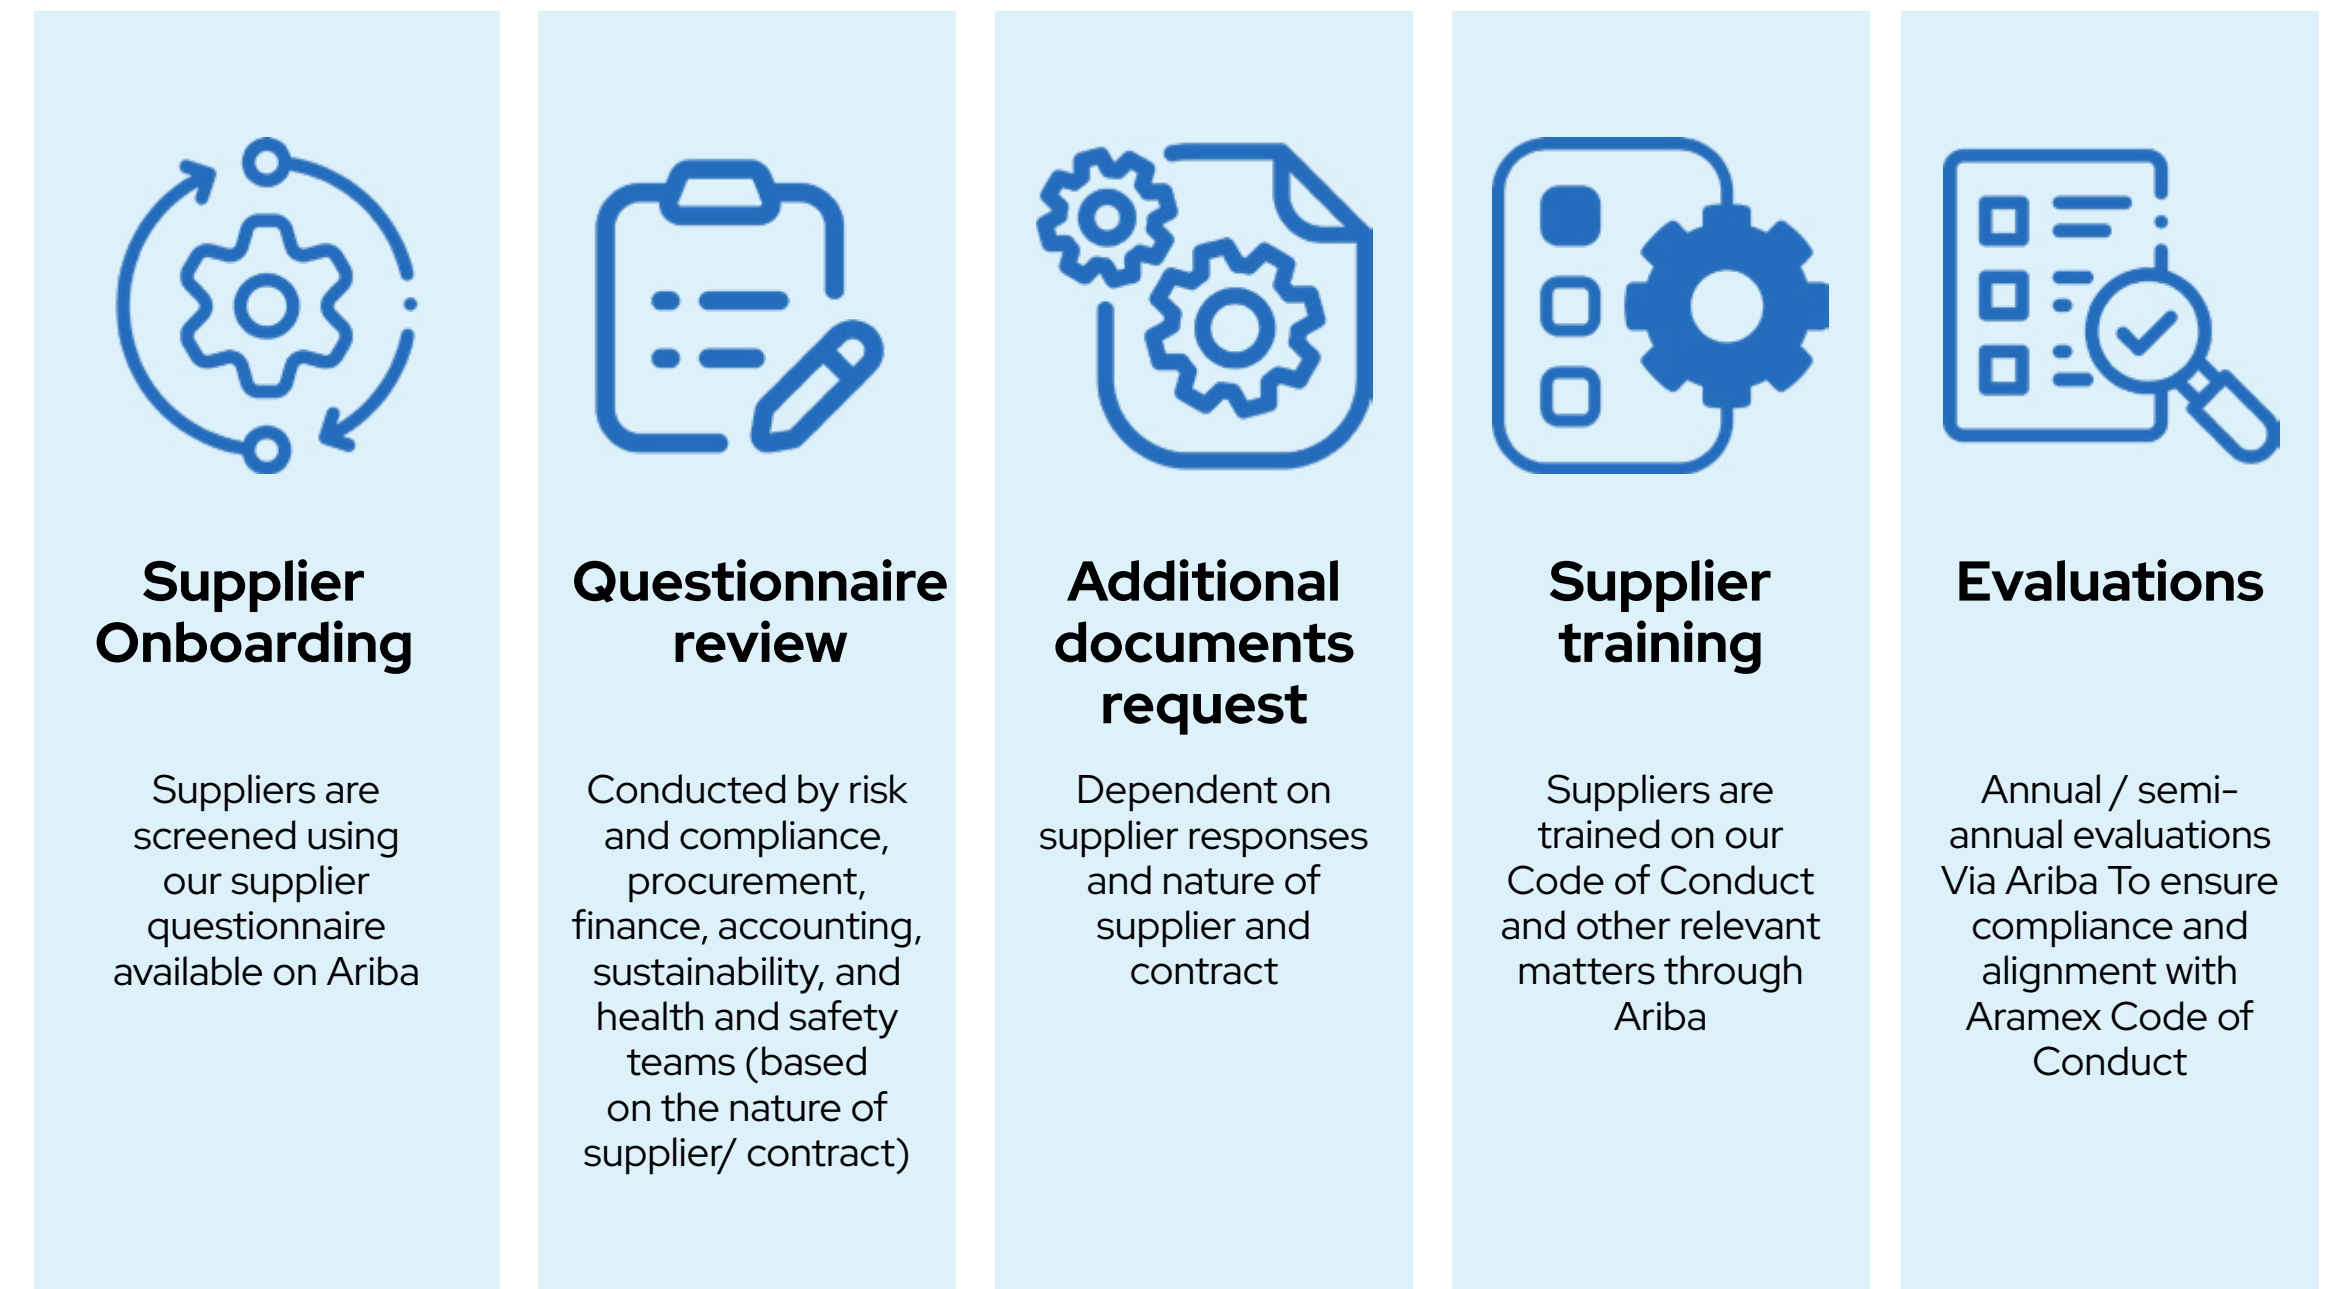 Supplier
Onboarding
Suppliers are
screened using
our supplier
questionnaire
available on Ariba
Questionnaire
review
Conducted by risk
and compliance,
procurement,
finance, accounting,
sustainability, and
health and safety
teams (based
on the nature of
supplier/ contract)
Additional
documents
request
Dependent on
supplier responses
and nature of
supplier and
contract
Supplier
training
Suppliers are
trained on our
Code of Conduct
and other relevant
matters through
Ariba
Evaluations
Annual / semi-
annual evaluations
Via Ariba To ensure
compliance and
alignment with
Aramex Code of
Conduct